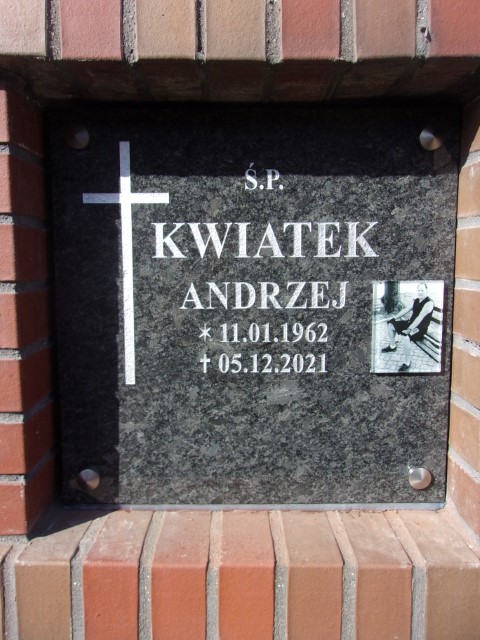 Ś.P.
KWIATEK
ANDRZEJ
* 11.01.1962
✝ 05.12.2021